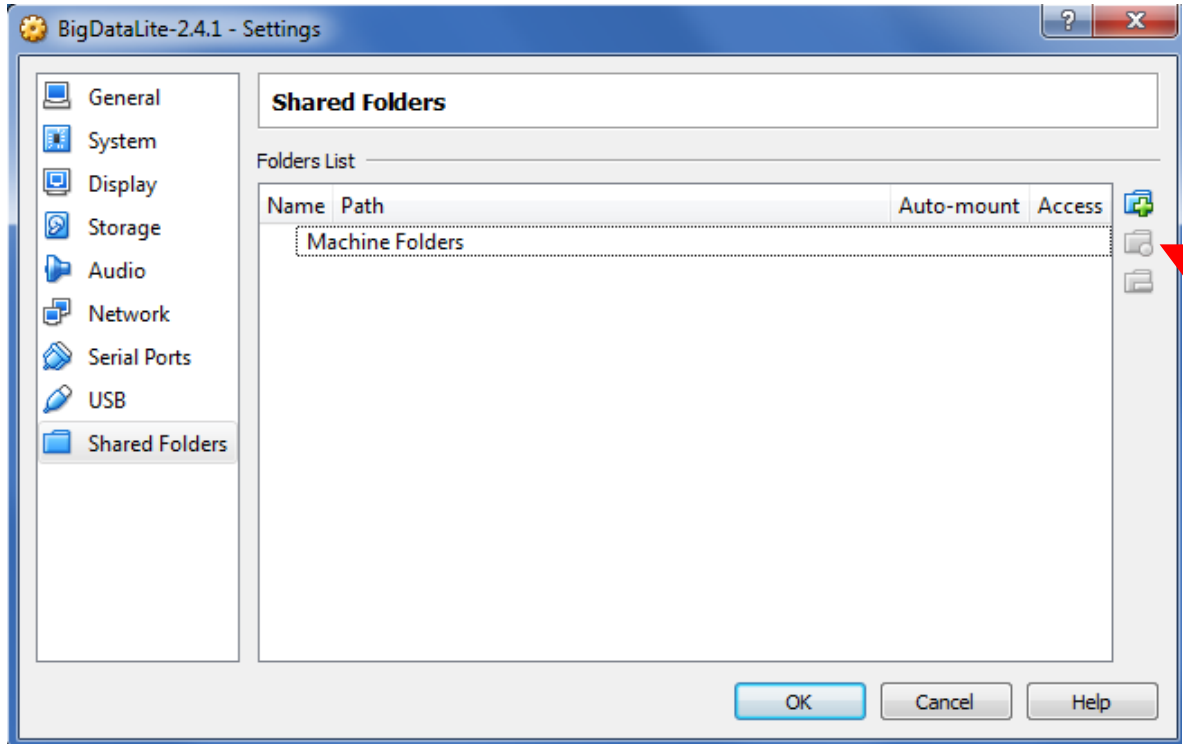 BigDataLite-2.4.1 - Settings
? x
General
System
Display
Storage
Audio
Network
Serial Ports
USB
Shared Folders
Shared Folders
Folders List
Name Path Auto-mount Access
Machine Folders
OK Cancel Help